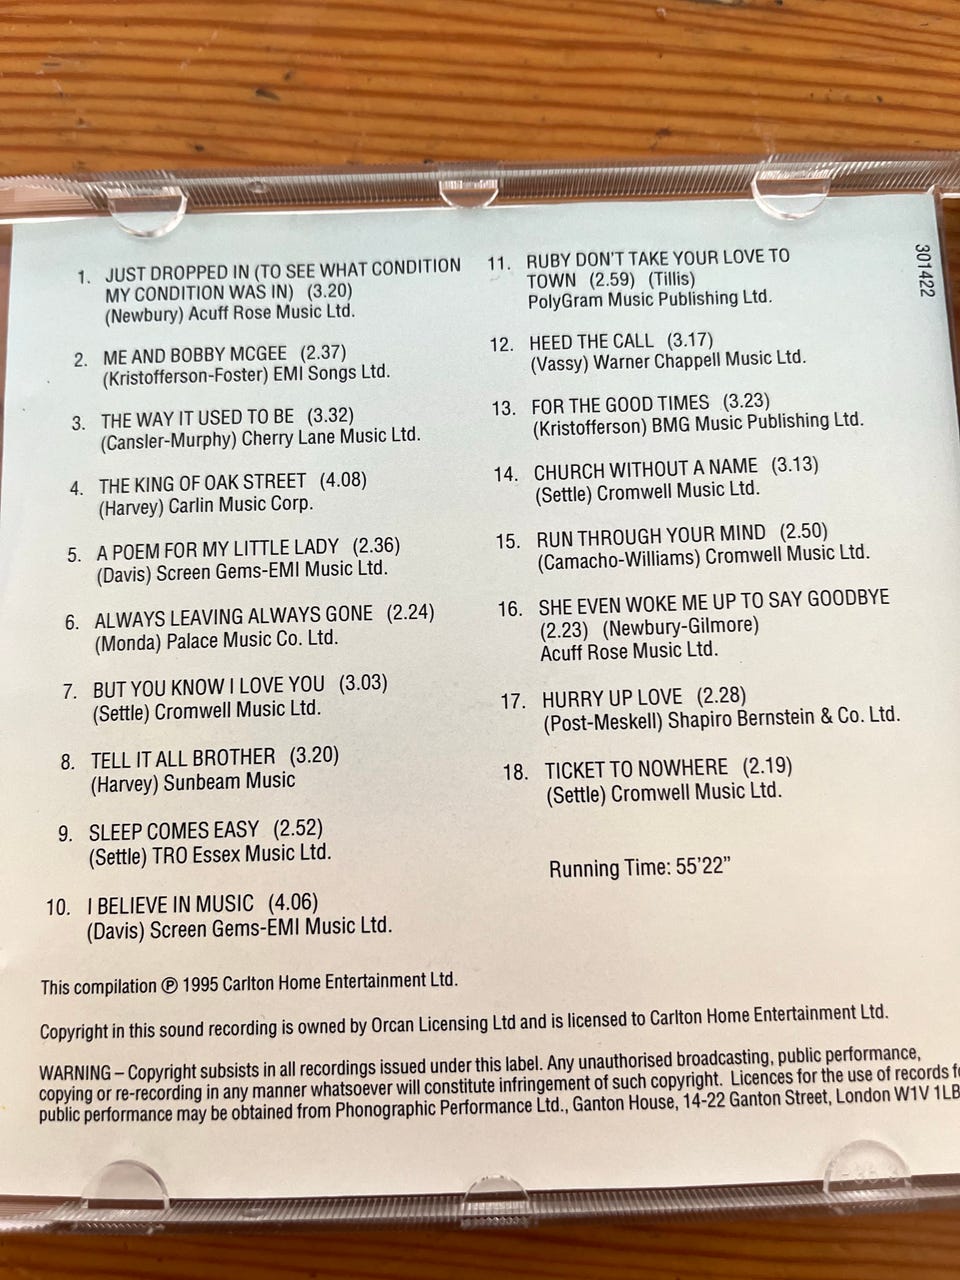 1. JUST DROPPED IN (TO SEE WHAT CONDITION
MY CONDITION WAS IN) (3.20)
(Newbury) Acuff Rose Music Ltd.
2. ME AND BOBBY MCGEE (2.37)
(Kristofferson-Foster) EMI Songs Ltd.
3. THE WAY IT USED TO BE (3.32)
(Cansler-Murphy) Cherry Lane Music Ltd.
4. THE KING OF OAK STREET (4.08)
(Harvey) Carlin Music Corp.
5. A POEM FOR MY LITTLE LADY (2.36)
(Davis) Screen Gems-EMI Music Ltd.
6. ALWAYS LEAVING ALWAYS GONE (2.24)
(Monda) Palace Music Co. Ltd.
7. BUT YOU KNOW I LOVE YOU (3.03)
(Settle) Cromwell Music Ltd.
8. TELL IT ALL BROTHER (3.20)
(Harvey) Sunbeam Music
9. SLEEP COMES EASY (2.52)
(Settle) TRO Essex Music Ltd.
10. I BELIEVE IN MUSIC (4.06)
(Davis) Screen Gems-EMI Music Ltd.
11. RUBY DON'T TAKE YOUR LOVE TO
TOWN (2.59) (Tillis)
PolyGram Music Publishing Ltd.
12. HEED THE CALL (3.17)
(Vassy) Warner Chappell Music Ltd.
13. FOR THE GOOD TIMES (3.23)
(Kristofferson) BMG Music Publishing Ltd.
14. CHURCH WITHOUT A NAME (3.13)
(Settle) Cromwell Music Ltd.
15. RUN THROUGH YOUR MIND (2.50)
(Camacho-Williams) Cromwell Music Ltd.
16. SHE EVEN WOKE ME UP TO SAY GOODBYE
(2.23) (Newbury-Gilmore)
Acuff Rose Music Ltd.
17. HURRY UP LOVE (2.28)
(Post-Meskell) Shapiro Bernstein & Co. Ltd.
18. TICKET TO NOWHERE (2.19)
(Settle) Cromwell Music Ltd.
Running Time: 55'22"
301422
This compilation ℗ 1995 Carlton Home Entertainment Ltd.
Copyright in this sound recording is owned by Orcan Licensing Ltd and is licensed to Carlton Home Entertainment Ltd.
WARNING – Copyright subsists in all recordings issued under this label. Any unauthorised broadcasting, public performance,
copying or re-recording in any manner whatsoever will constitute infringement of such copyright. Licences for the use of records
public performance may be obtained from Phonographic Performance Ltd., Ganton House, 14-22 Ganton Street, London W1V 1LB